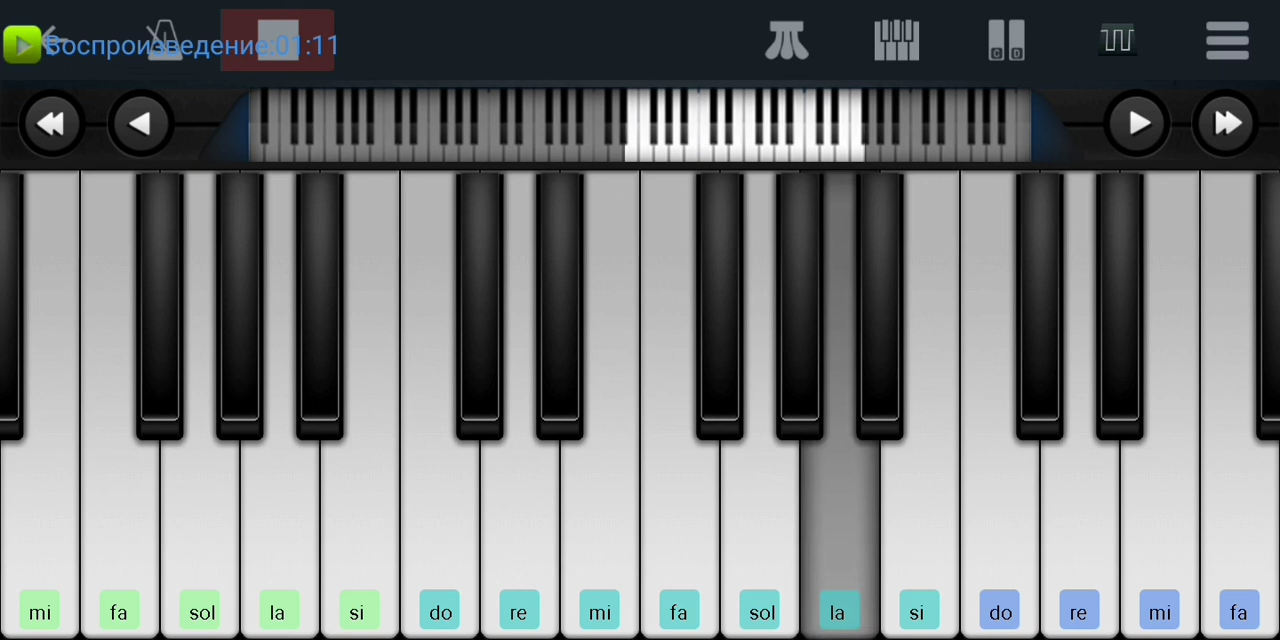 Воспроизведение:01:11
C D
mi fa sol la si do re mi fa sol la si do re mi fa